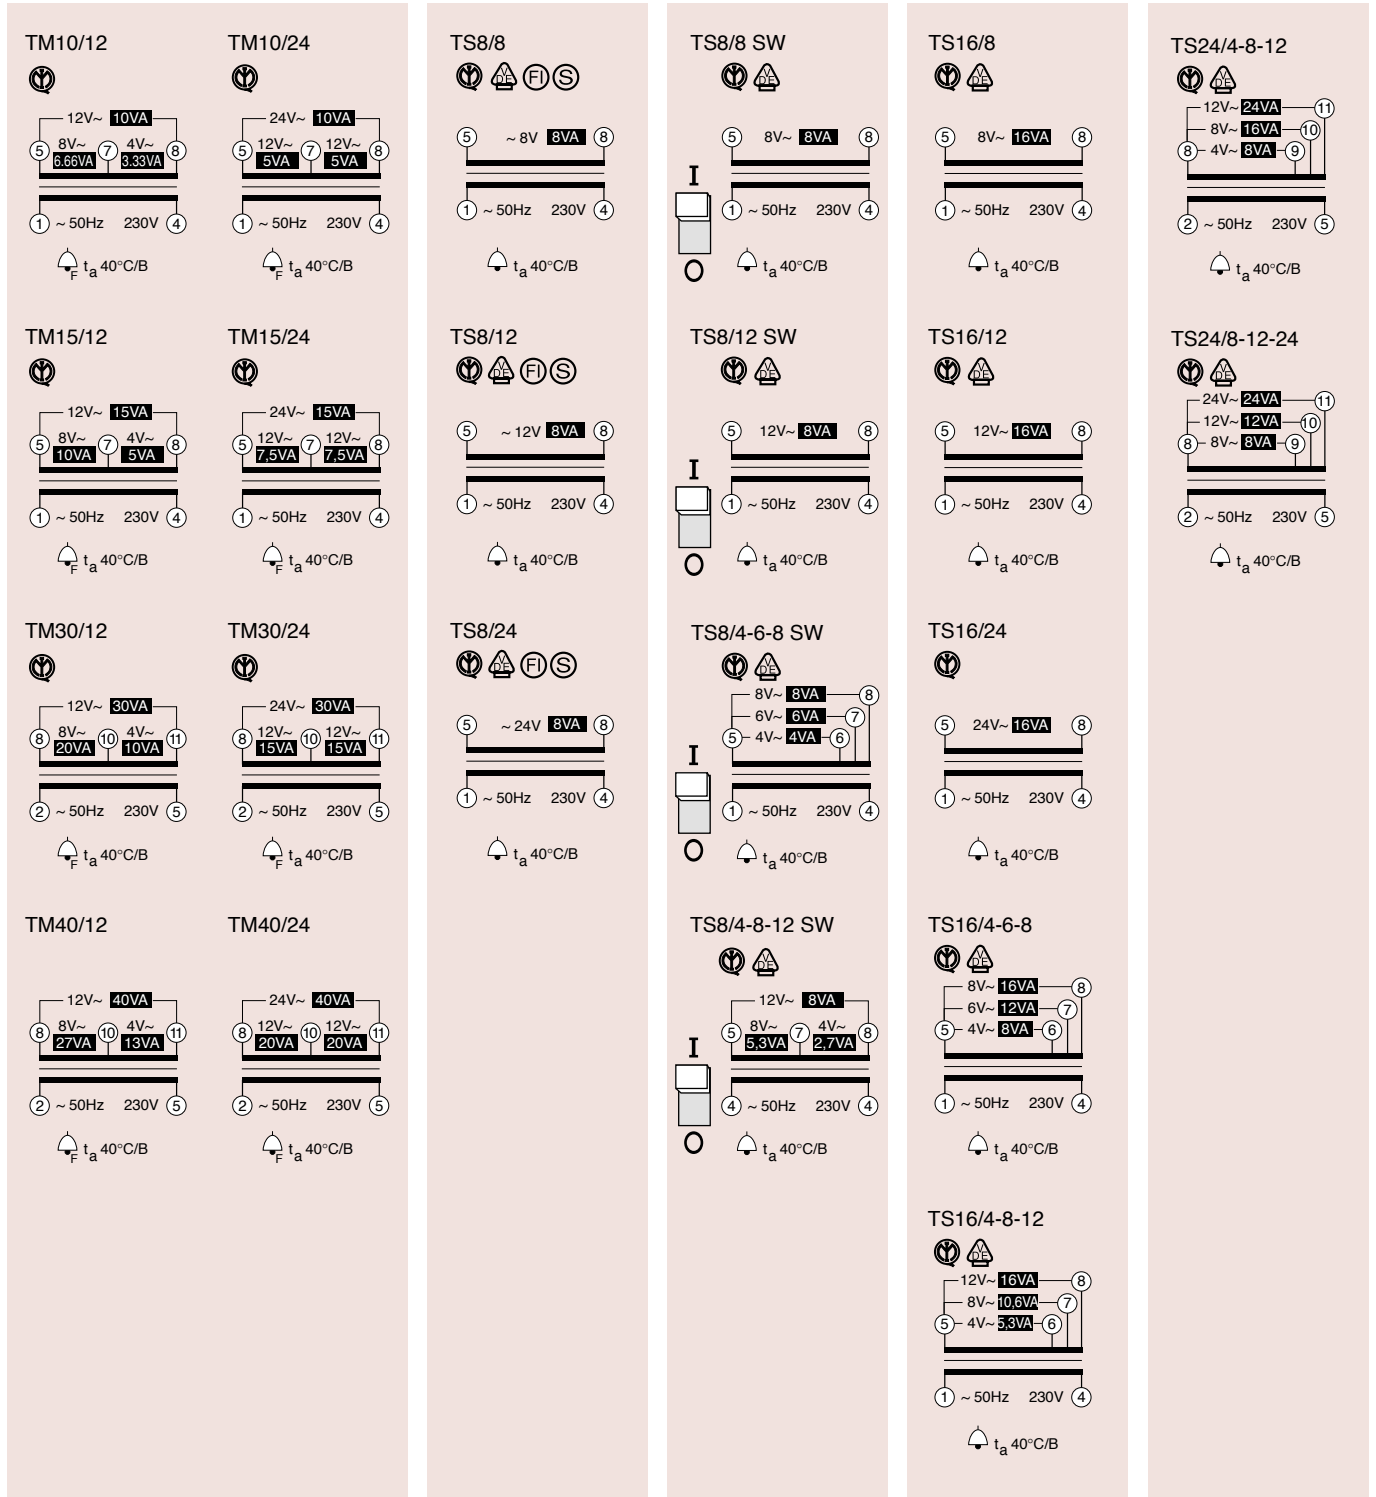 TM10/12
12V~ 10VA
8V~ 4V~
5 6.66VA 7 3.33VA 8
1 ~ 50Hz 230V 4
F ta 40°C/B
TM10/24
24V~ 10VA
12V~ 12V~
5 5VA 7 5VA 8
1 ~ 50Hz 230V 4
F ta 40°C/B
TM15/12
12V~ 15VA
8V~ 4V~
5 10VA 7 5VA 8
1 ~ 50Hz 230V 4
F ta 40°C/B
TM15/24
24V~ 15VA
12V~ 12V~
5 7,5VA 7 7,5VA 8
1 ~ 50Hz 230V 4
F ta 40°C/B
TM30/12
12V~ 30VA
8V~ 4V~
8 20VA 10 10VA 11
2 ~ 50Hz 230V 5
F ta 40°C/B
TM30/24
24V~ 30VA
12V~ 12V~
8 15VA 10 15VA 11
2 ~ 50Hz 230V 5
F ta 40°C/B
TM40/12
12V~ 40VA
8V~ 4V~
8 27VA 10 13VA 11
2 ~ 50Hz 230V 5
F ta 40°C/B
TM40/24
24V~ 40VA
12V~ 12V~
8 20VA 10 20VA 11
2 ~ 50Hz 230V 5
F ta 40°C/B
TS8/8
VDE FI S
5 ~ 8V 8VA 8
1 ~ 50Hz 230V 4
ta 40°C/B
TS8/12
VDE FI S
5 ~ 12V 8VA 8
1 ~ 50Hz 230V 4
ta 40°C/B
TS8/24
VDE FI S
5 ~ 24V 8VA 8
1 ~ 50Hz 230V 4
ta 40°C/B
TS8/8 SW
VDE
5 8V~ 8VA 8
I
1 ~ 50Hz 230V 4
O ta 40°C/B
TS8/12 SW
VDE
5 12V~ 8VA 8
I
1 ~ 50Hz 230V 4
O ta 40°C/B
TS8/4-6-8 SW
VDE
8V~ 8VA 8
6V~ 6VA 7
5 4V~ 4VA 6
I
1 ~ 50Hz 230V 4
O ta 40°C/B
TS8/4-8-12 SW
VDE
12V~ 8VA
8V~ 4V~
5 5,3VA 7 2,7VA 8
I
4 ~ 50Hz 230V 4
O ta 40°C/B
TS16/8
VDE
5 8V~ 16VA 8
1 ~ 50Hz 230V 4
ta 40°C/B
TS16/12
VDE
5 12V~ 16VA 8
1 ~ 50Hz 230V 4
ta 40°C/B
TS16/24
5 24V~ 16VA 8
1 ~ 50Hz 230V 4
ta 40°C/B
TS16/4-6-8
VDE
8V~ 16VA 8
6V~ 12VA 7
5 4V~ 8VA 6
1 ~ 50Hz 230V 4
ta 40°C/B
TS16/4-8-12
VDE
12V~ 16VA 8
8V~ 10,6VA 7
5 4V~ 5,3VA 6
1 ~ 50Hz 230V 4
ta 40°C/B
TS24/4-8-12
VDE
12V~ 24VA 11
8V~ 16VA 10
8 4V~ 8VA 9
2 ~ 50Hz 230V 5
ta 40°C/B
TS24/8-12-24
VDE
24V~ 24VA 11
12V~ 12VA 10
8 8V~ 8VA 9
2 ~ 50Hz 230V 5
ta 40°C/B